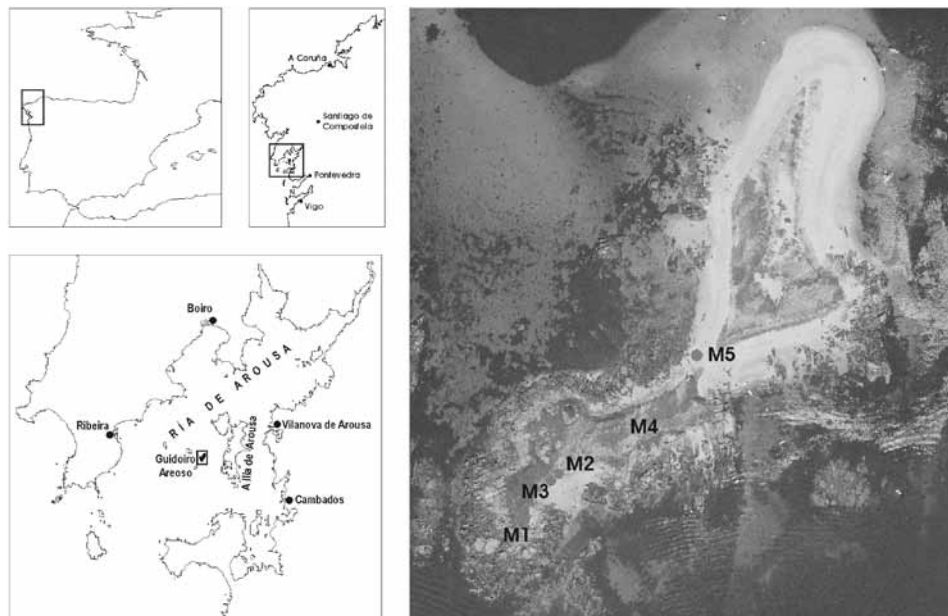 A Coruña
Santiago de
Compostela
Pontevedra
Vigo
Boiro
RÍA DE AROUSA
Ribeira
Vilanova de Arousa
A Illa de Arousa
Guidoiro
Areoso
Cambados
M5
M4
M2
M3
M1